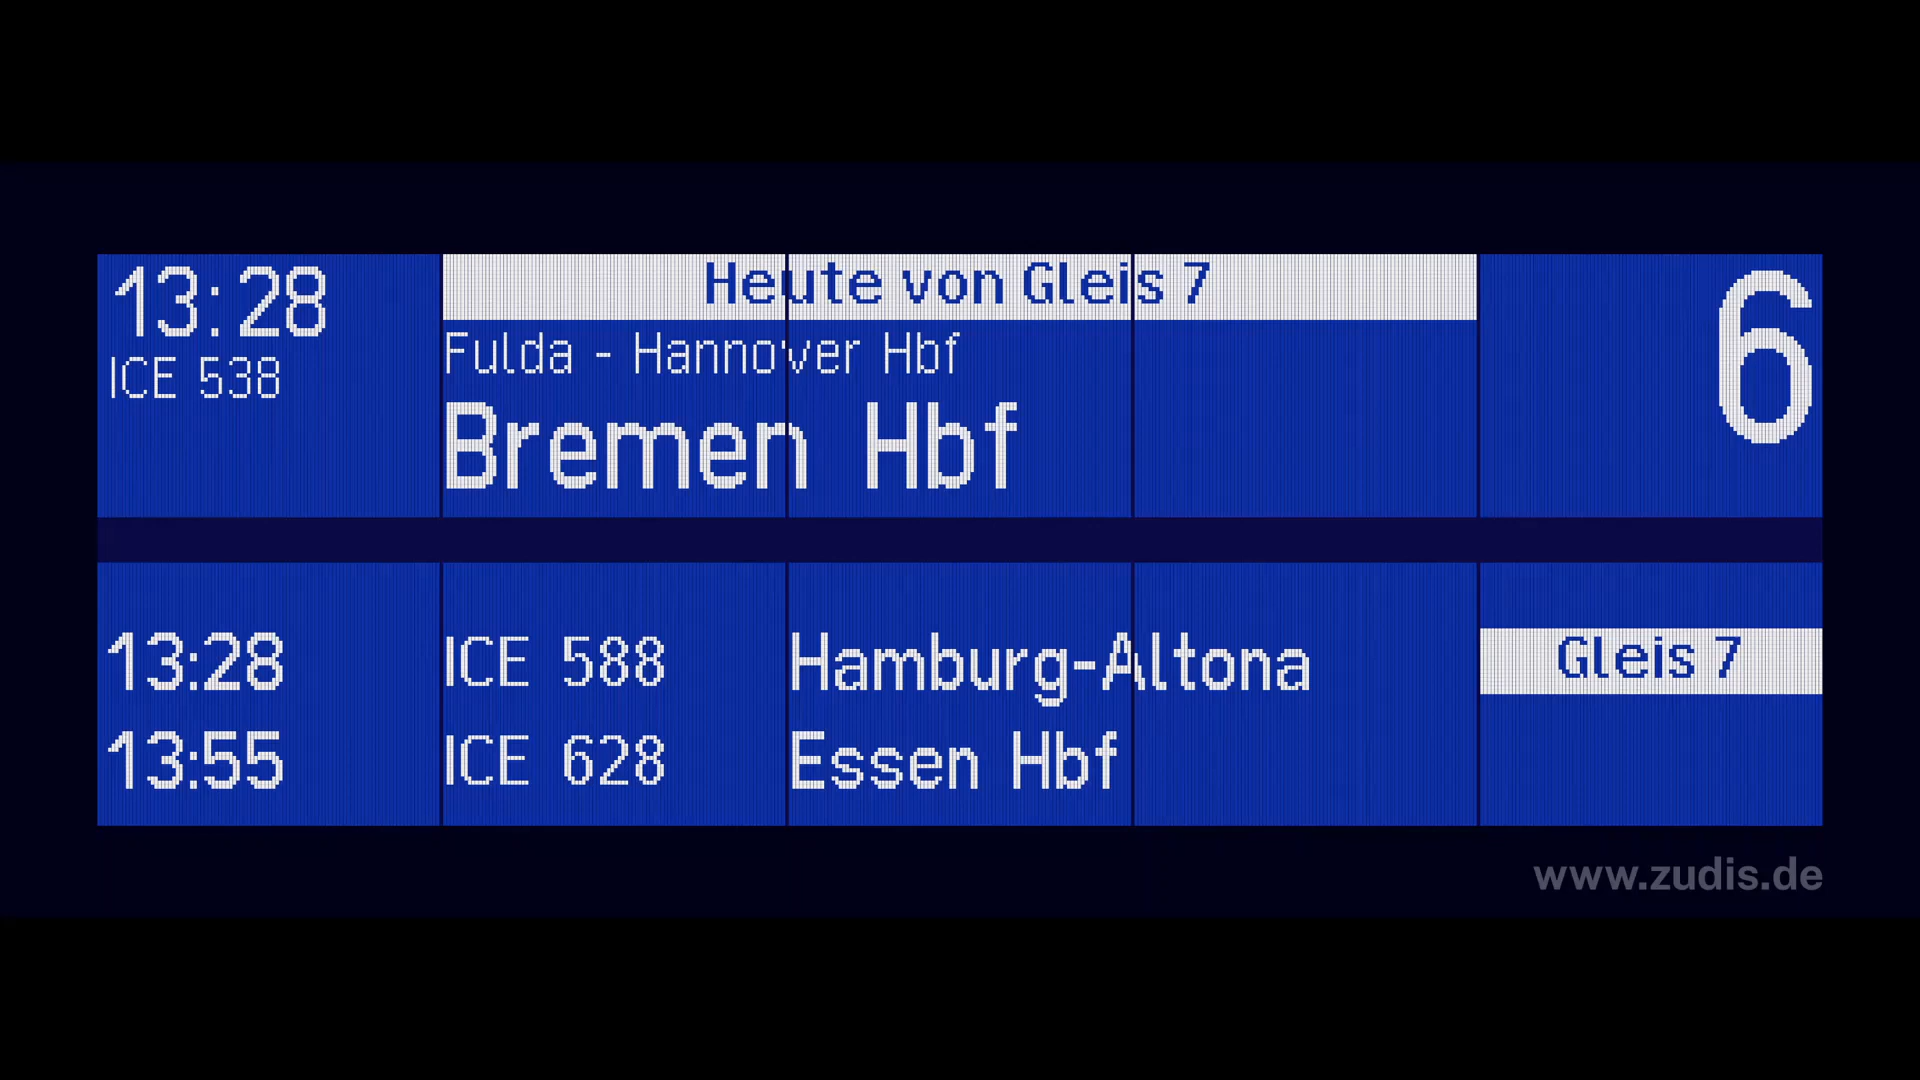 13:28
Heute von Gleis 7
6
ICE 538
Fulda - Hannover Hbf
Bremen Hbf
13:28 ICE 588 Hamburg-Altona Gleis 7
13:55 ICE 628 Essen Hbf
www.zudis.de